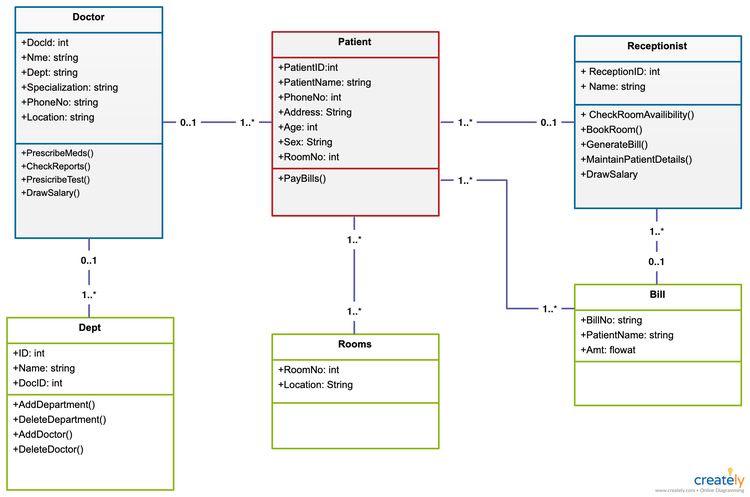 Doctor
+DocId: int
+Nme: string
+Dept: string
+Specialization: string
+PhoneNo: string
+Location: string
+PrescribeMeds()
+CheckReports()
+PresicribeTest()
+DrawSalary()
0..1
1..*
Patient
+PatientID:int
+PatientName: string
+PhoneNo: int
+Address: String
+Age: int
+Sex: String
+RoomNo: int
+PayBills()
1..*
0..1
1..*
Receptionist
+ ReceptionID: int
+ Name: string
+ CheckRoomAvailibility()
+BookRoom()
+GenerateBill()
+MaintainPatientDetails()
+DrawSalary
0..1
1..*
1..*
1..*
1..*
0..1
1..*
Dept
+ID: int
+Name: string
+DocID: int
+AddDepartment()
+DeleteDepartment()
+AddDoctor()
+DeleteDoctor()
Rooms
+RoomNo: int
+Location: String
Bill
+BillNo: string
+PatientName: string
+Amt: flowat
creately
www.creately.com • Online Diagramming